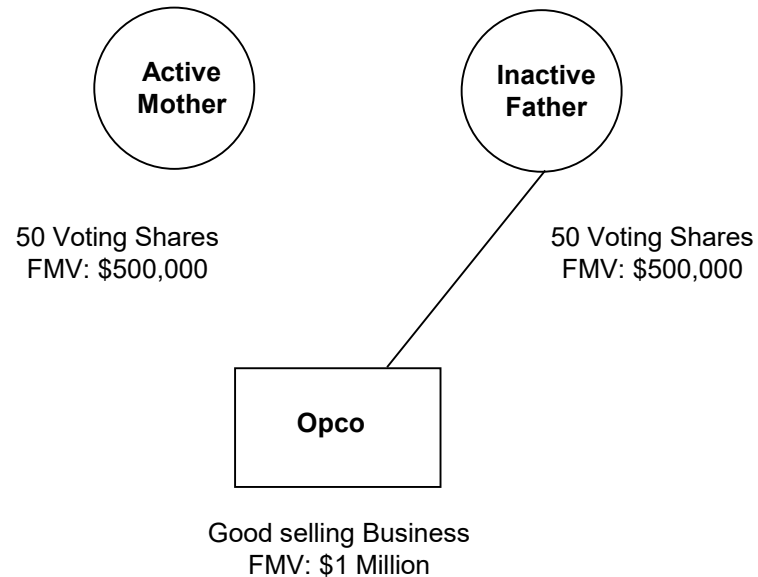 Active
Mother
Inactive
Father
50 Voting Shares
FMV: $500,000
50 Voting Shares
FMV: $500,000
Opco
Good selling Business
FMV: $1 Million